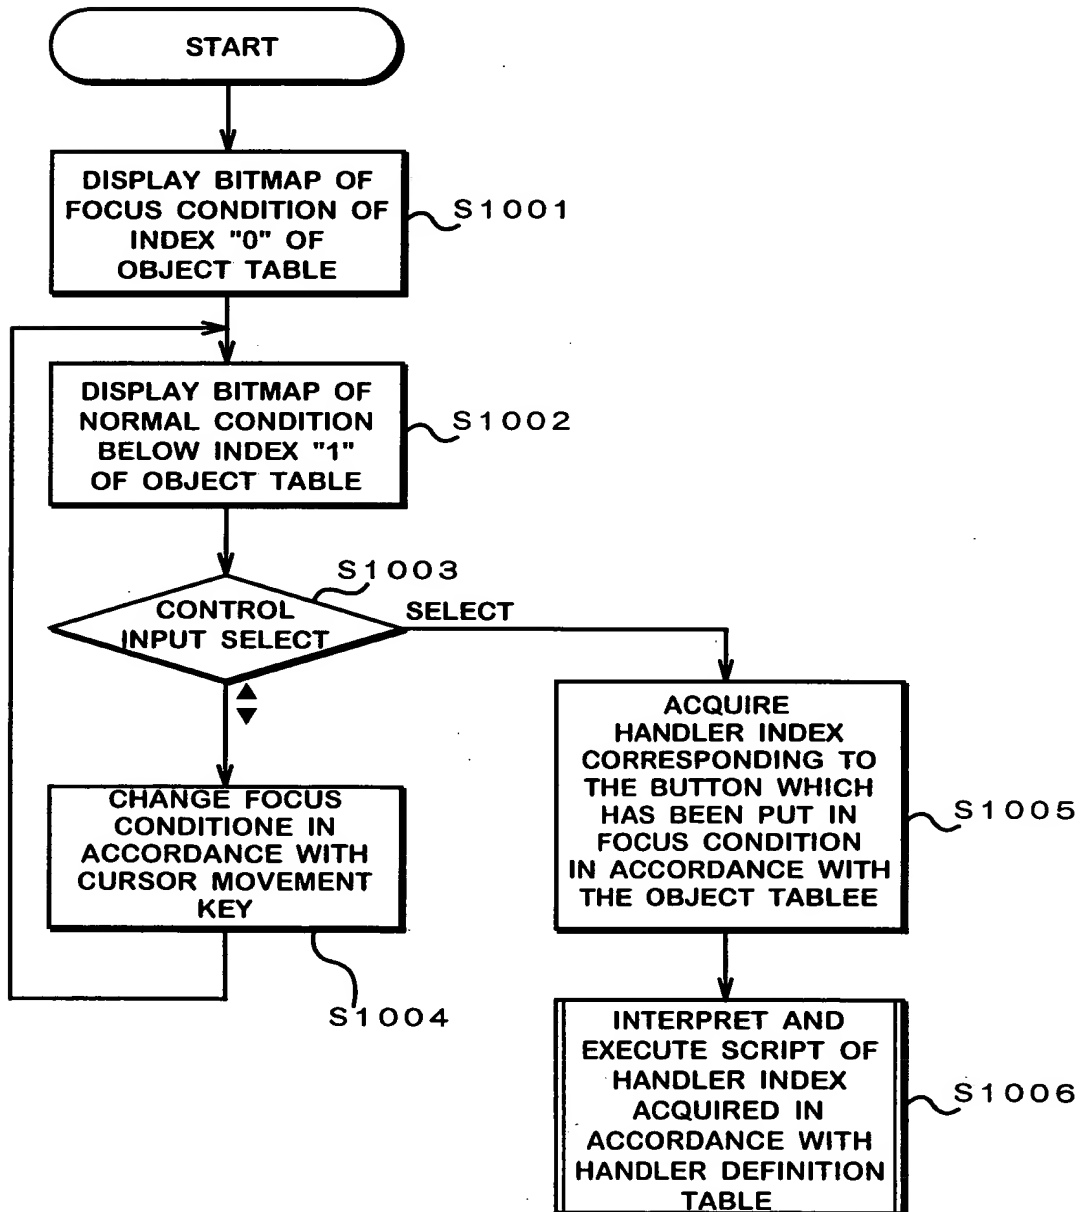 START
DISPLAY BITMAP OF
FOCUS CONDITION OF
INDEX "0" OF
OBJECT TABLE
S1001
DISPLAY BITMAP OF
NORMAL CONDITION
BELOW INDEX "1"
OF OBJECT TABLE
S1002
S1003
CONTROL
INPUT SELECT
SELECT
▲
▼
CHANGE FOCUS
CONDITIONE IN
ACCORDANCE WITH
CURSOR MOVEMENT
KEY
S1004
ACQUIRE
HANDLER INDEX
CORRESPONDING TO
THE BUTTON WHICH
HAS BEEN PUT IN
FOCUS CONDITION
IN ACCORDANCE WITH
THE OBJECT TABLEE
S1005
INTERPRET AND
EXECUTE SCRIPT OF
HANDLER INDEX
ACQUIRED IN
ACCORDANCE WITH
HANDLER DEFINITION
TABLE
S1006